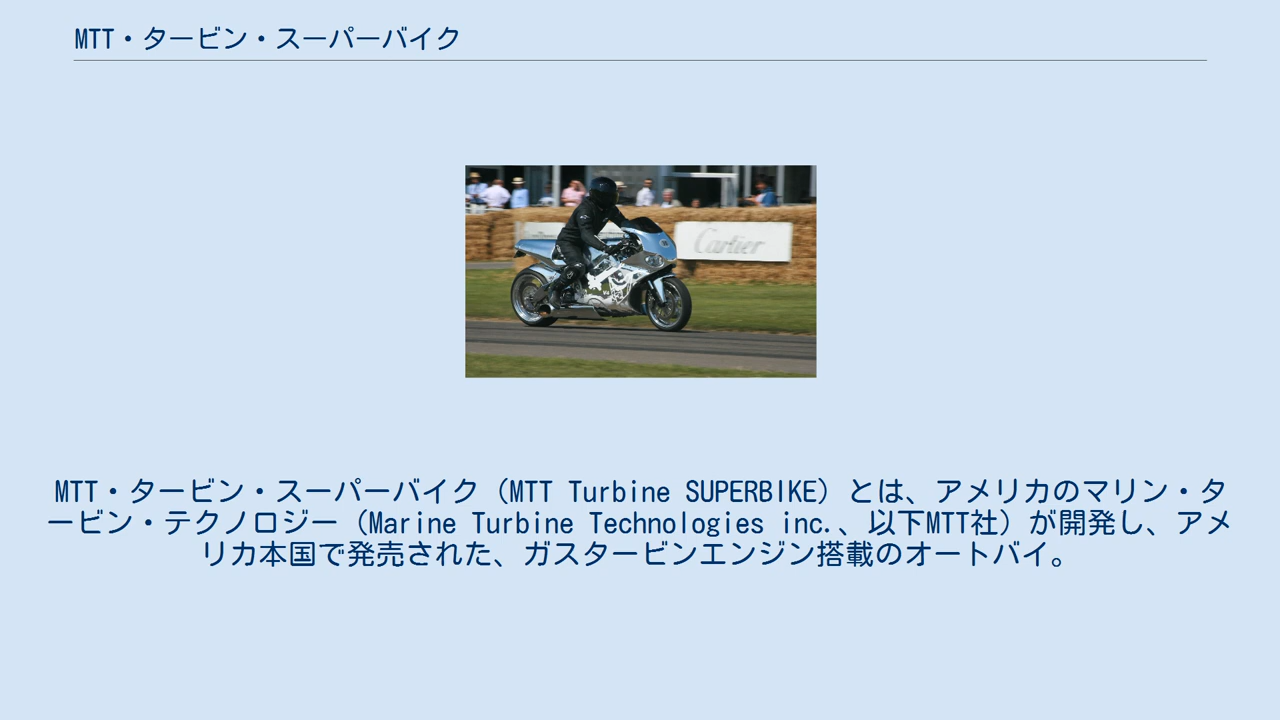 MTT・タービン・スーパーバイク
Cartier
MTT・タービン・スーパーバイク（MTT Turbine SUPERBIKE）とは、アメリカのマリン・タ
ービン・テクノロジー（Marine Turbine Technologies inc.、以下MTT社）が開発し、アメ
リカ本国で発売された、ガスタービンエンジン搭載のオートバイ。